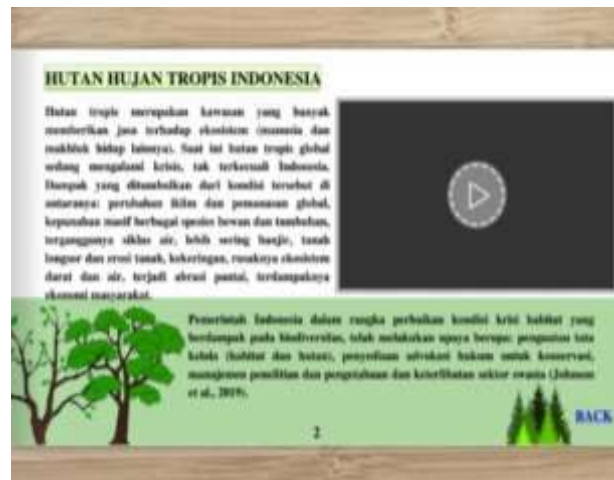 HUTAN HUJAN TROPIS INDONESIA
Hutan tropis merupakan kawasan yang banyak
memberikan jasa terhadap ekosistem (manusia dan
makhluk hidup lainnya). Saat ini hutan tropis global
sedang mengalami krisis, tak terkecuali Indonesia.
Dampak yang ditimbulkan dari kondisi tersebut di
antaranya: perubahan iklim dan pemanasan global,
kepunahan masif berbagai spesies hewan dan tumbuhan,
terganggunya siklus air, lebih sering banjir, tanah
longsor dan erosi tanah, kekeringan, rusaknya ekosistem
darat dan air, terjadi abrasi pantai, terdampaknya
ekonomi masyarakat.
Pemerintah Indonesia dalam rangka perbaikan kondisi krisi habitat yang
berdampak pada biodiversitas, telah melakukan upaya berupa: penguatan tata
kelola (habitat dan hutan), penyediaan advokasi hukum untuk konservasi,
manajemen penelitian dan pengetahuan dan keterlibatan sektor swasta (Johnson
et al., 2019).
BACK
2